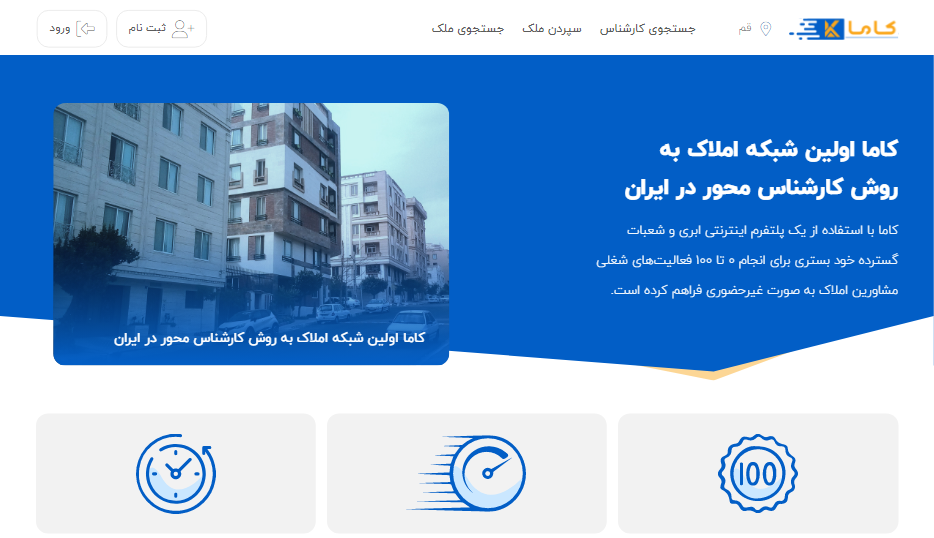 کاما
قم
جستجوی کارشناس
سپردن ملک
جستجوی ملک
ثبت نام
ورود
کاما اولین شبکه املاک به
روش کارشناس محور در ایران
کاما با استفاده از یک پلتفرم اینترنتی ابری و شعبات
گسترده خود بستری برای انجام ۰ تا ۱۰۰ فعالیت‌های شغلی
مشاورین املاک به صورت غیرحضوری فراهم کرده است.
کاما اولین شبکه املاک به روش کارشناس محور در ایران
100